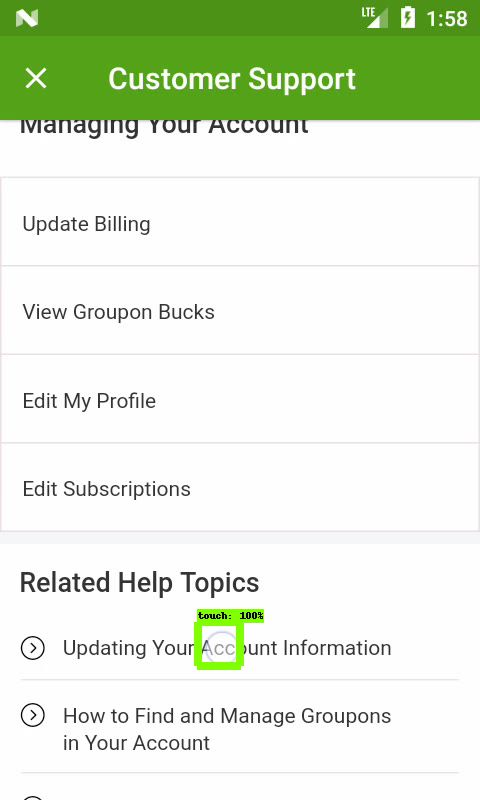 LTE 1:58
Customer Support
Managing Your Account
Update Billing
View Groupon Bucks
Edit My Profile
Edit Subscriptions
Related Help Topics
touch: 100%
Updating Your Account Information
How to Find and Manage Groupons
in Your Account